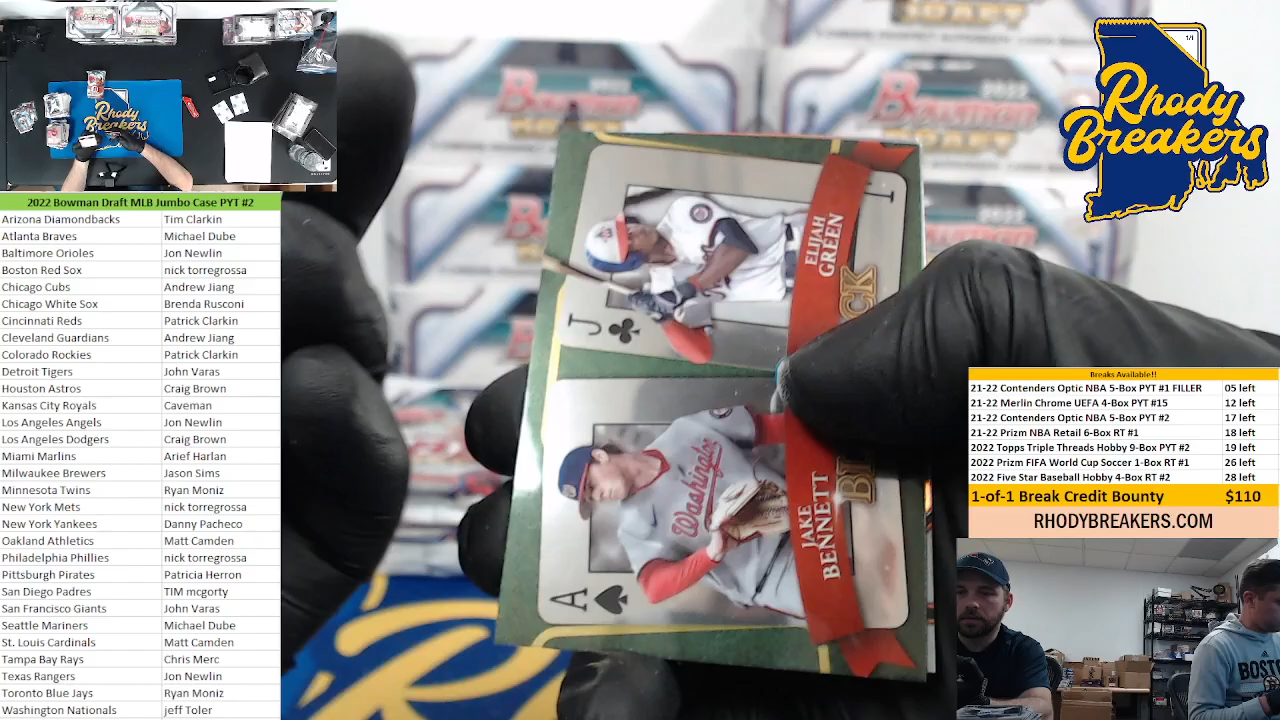 2022 Bowman Draft MLB Jumbo Case PYT #2
Arizona Diamondbacks Tim Clarkin
Atlanta Braves Michael Dube
Baltimore Orioles Jon Newlin
Boston Red Sox nick torregrossa
Chicago Cubs Andrew Jiang
Chicago White Sox Brenda Rusconi
Cincinnati Reds Patrick Clarkin
Cleveland Guardians Andrew Jiang
Colorado Rockies Patrick Clarkin
Detroit Tigers John Varas
Houston Astros Craig Brown
Kansas City Royals Caveman
Los Angeles Angels Jon Newlin
Los Angeles Dodgers Craig Brown
Miami Marlins Arief Harlan
Milwaukee Brewers Jason Sims
Minnesota Twins Ryan Moniz
New York Mets nick torregrossa
New York Yankees Danny Pacheco
Oakland Athletics Matt Camden
Philadelphia Phillies nick torregrossa
Pittsburgh Pirates Patricia Herron
San Diego Padres TIM mcgorty
San Francisco Giants John Varas
Seattle Mariners Michael Dube
St. Louis Cardinals Matt Camden
Tampa Bay Rays Chris Merc
Texas Rangers Jon Newlin
Toronto Blue Jays Ryan Moniz
Washington Nationals jeff Toler
Rhody
Breakers
2022
Bowman
DRAFT
2022
Bowman
DRAFT
J
ELIJAH
GREEN
A
Washington
JAKE
BENNETT
1/1
Rhody
Breakers
Breaks Available!!
21-22 Contenders Optic NBA 5-Box PYT #1 FILLER 05 left
21-22 Merlin Chrome UEFA 4-Box PYT #15 12 left
21-22 Contenders Optic NBA 5-Box PYT #2 17 left
21-22 Prizm NBA Retail 6-Box RT #1 18 left
2022 Topps Triple Threads Hobby 9-Box PYT #2 19 left
2022 Prizm FIFA World Cup Soccer 1-Box RT #1 26 left
2022 Five Star Baseball Hobby 4-Box RT #2 28 left
1-of-1 Break Credit Bounty $110
RHODYBREAKERS.COM